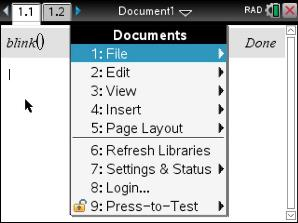 1.1 1.2 Document1 RAD
blink() Done
Documents
1: File
2: Edit
3: View
4: Insert
5: Page Layout
6: Refresh Libraries
7: Settings & Status
8: Login...
9: Press-to-Test